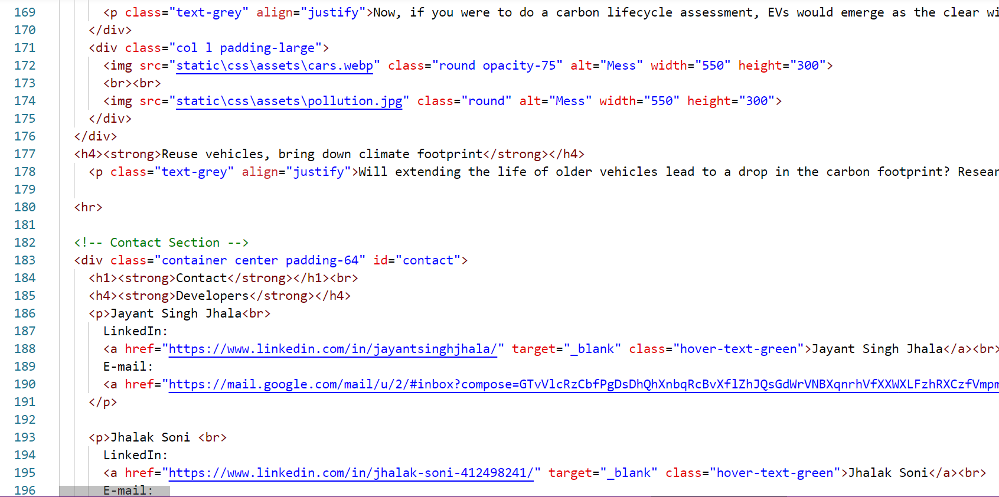 169 <p class="text-grey" align="justify">Now, if you were to do a carbon lifecycle assessment, EVs would emerge as the clear wi
170 </div>
171 <div class="col l padding-large">
172 <img src="static\css\assets\cars.webp" class="round opacity-75" alt="Mess" width="550" height="300">
173 <br><br>
174 <img src="static\css\assets\pollution.jpg" class="round" alt="Mess" width="550" height="300">
175 </div>
176 </div>
177 <h4><strong>Reuse vehicles, bring down climate footprint</strong></h4>
178 <p class="text-grey" align="justify">Will extending the life of older vehicles lead to a drop in the carbon footprint? Resear
179
180 <hr>
181
182 <!-- Contact Section -->
183 <div class="container center padding-64" id="contact">
184 <h1><strong>Contact</strong></h1><br>
185 <h4><strong>Developers</strong></h4>
186 <p>Jayant Singh Jhala<br>
187 LinkedIn:
188 <a href="https://www.linkedin.com/in/jayantsinghjhala/" target="_blank" class="hover-text-green">Jayant Singh Jhala</a><br>
189 E-mail:
190 <a href="https://mail.google.com/mail/u/2/#inbox?compose=GTvVlcRzCbfPgDsDhQhXnbqRcBvXflZhJQsGdWrVNBXqnrhVfXXWXLFzhRXCzfVmpm
191 </p>
192
193 <p>Jhalak Soni <br>
194 LinkedIn:
195 <a href="https://www.linkedin.com/in/jhalak-soni-412498241/" target="_blank" class="hover-text-green">Jhalak Soni</a><br>
196 E-mail: